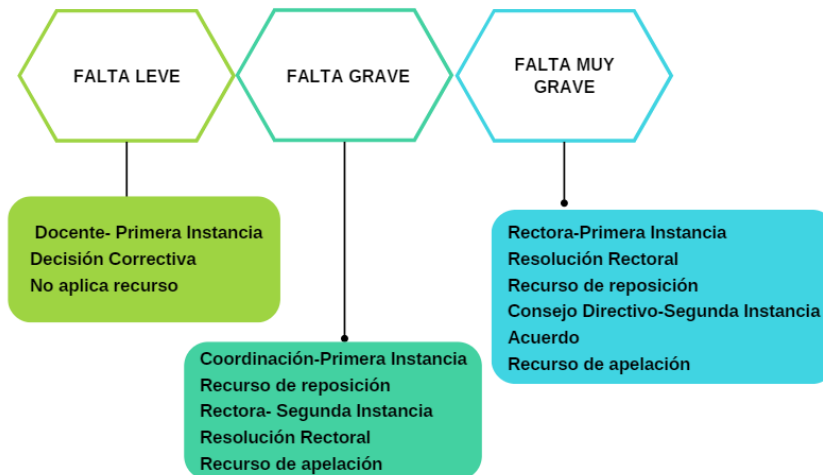 FALTA LEVE
FALTA GRAVE
FALTA MUY
GRAVE
Docente- Primera Instancia
Decisión Correctiva
No aplica recurso
Coordinación-Primera Instancia
Recurso de reposición
Rectora- Segunda Instancia
Resolución Rectoral
Recurso de apelación
Rectora-Primera Instancia
Resolución Rectoral
Recurso de reposición
Consejo Directivo-Segunda Instancia
Acuerdo
Recurso de apelación